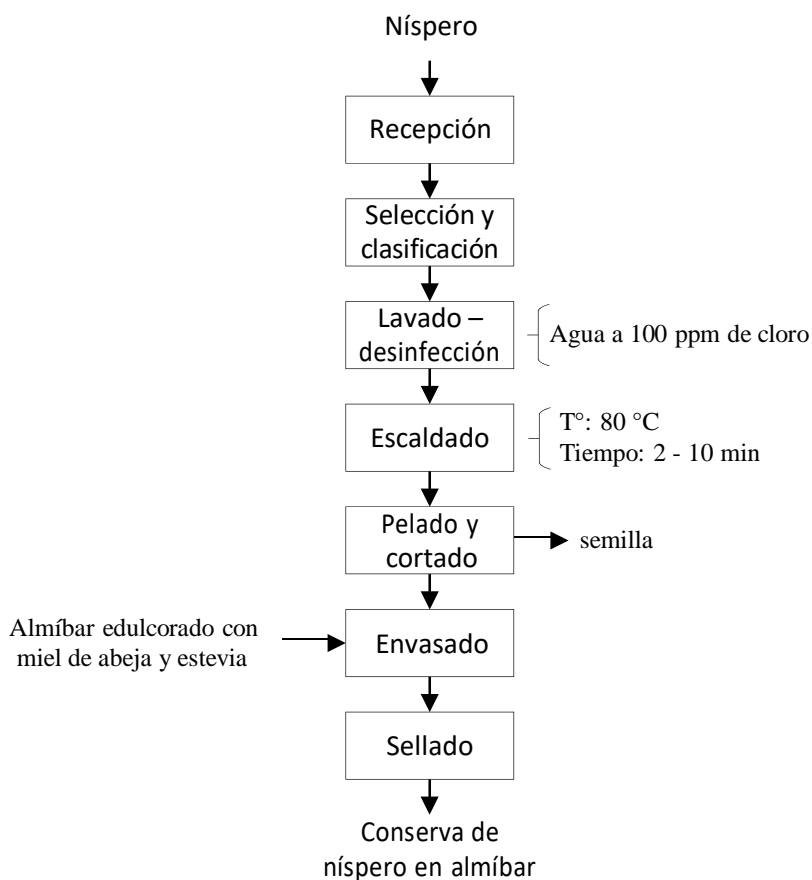 Níspero
Recepción
Selección y
clasificación
Lavado –
desinfección
Agua a 100 ppm de cloro
Escaldado
T°: 80 °C
Tiempo: 2 - 10 min
Pelado y
cortado
semilla
Almíbar edulcorado con
miel de abeja y estevia
Envasado
Sellado
Conserva de
níspero en almíbar